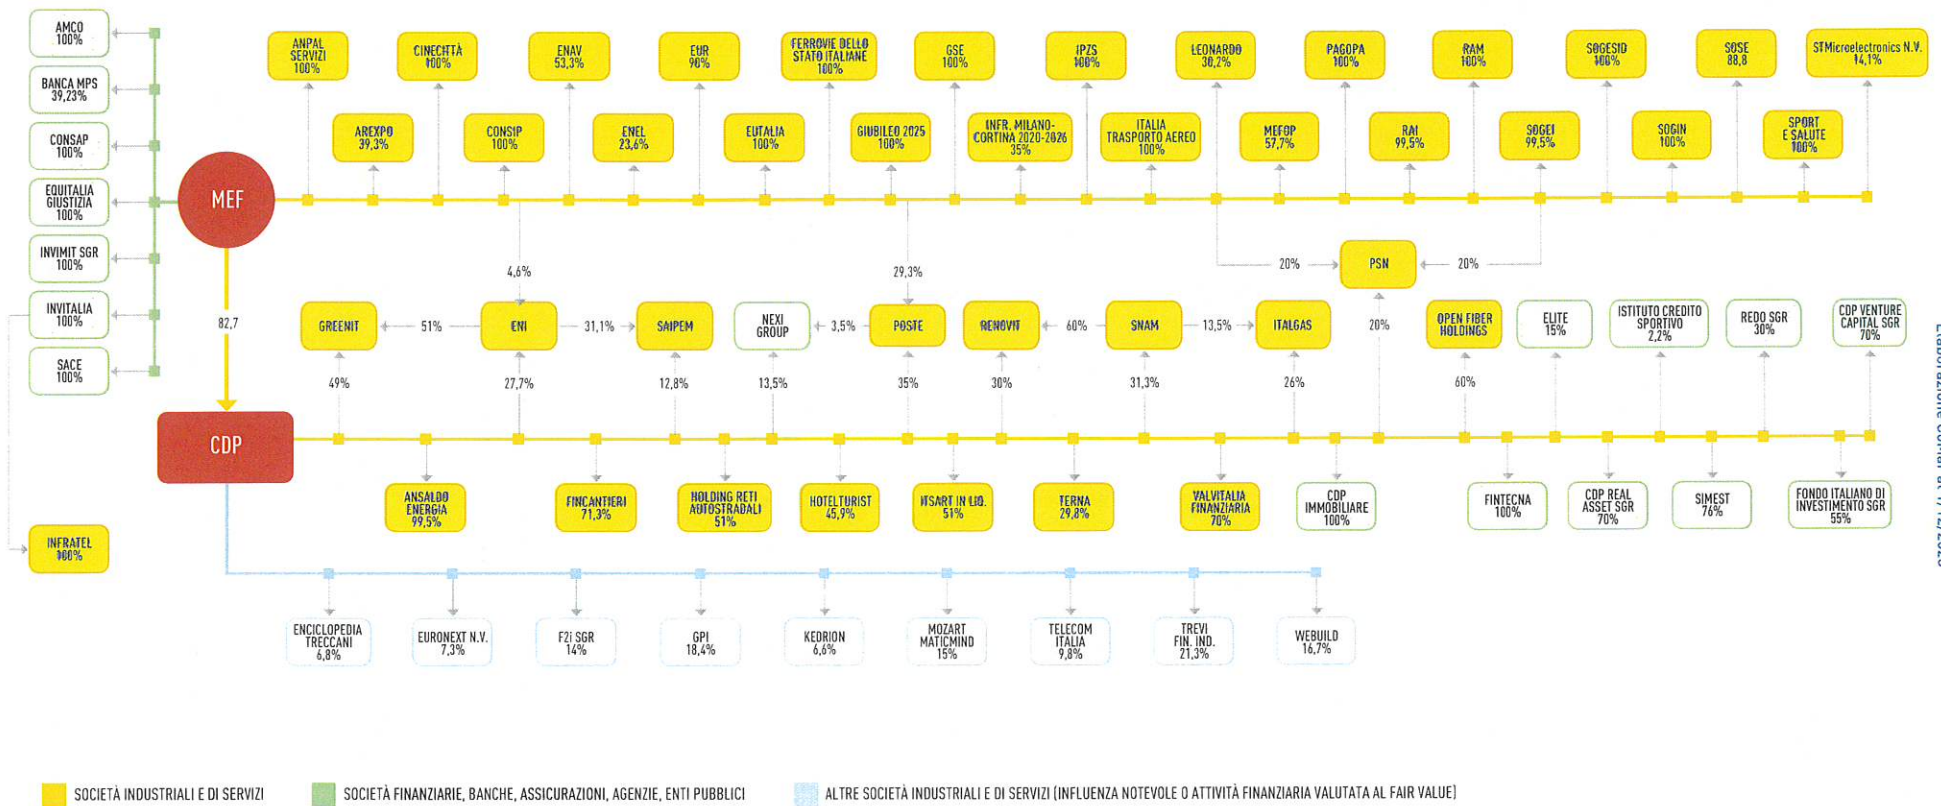 AMCO
100%
BANCA MPS
39,23%
CONSAP
100%
EQUITALIA
GIUSTIZIA
100%
INVIMIT SGR
100%
INVITALIA
100%
SACE
100%
INFRATEL
100%
MEF
82,7
CDP
ANPAL
SERVIZI
100%
CINECITTÀ
100%
ENAV
53,3%
EUR
90%
FERROVIE DELLO
STATO ITALIANE
100%
GSE
100%
IPZS
100%
LEONARDO
30,2%
PAGOPA
100%
RAM
100%
SOGESID
100%
SOSE
88,8
STMicroelectronics N.V.
14,1%
AREXPO
39,3%
CONSIP
100%
ENEL
23,6%
EUTALIA
100%
GIUBILEO 2025
100%
INFR. MILANO-
CORTINA 2020-2026
35%
ITALIA
TRASPORTO AEREO
100%
MEFOP
57,7%
RAI
99,5%
SOGEI
99,5%
SOGIN
100%
SPORT
E SALUTE
100%
4,6%
29,3%
20%
PSN
20%
GREENIT
51%
ENI
31,1%
SAIPEM
NEXI
GROUP
3,5%
POSTE
RENOVIT
60%
SNAM
13,5%
ITALGAS
20%
OPEN FIBER
HOLDINGS
ELITE
15%
ISTITUTO CREDITO
SPORTIVO
2,2%
REDO SGR
30%
CDP VENTURE
CAPITAL SGR
70%
49%
27,7%
12,8%
13,5%
35%
30%
31,3%
26%
60%
ANSALDO
ENERGIA
99,5%
FINCANTIERI
71,3%
HOLDING RETI
AUTOSTRADALI
51%
HOTELTURIST
45,9%
ITSART IN LIQ.
51%
TERNA
29,8%
VALVITALIA
FINANZIARIA
70%
CDP
IMMOBILIARE
100%
FINTECNA
100%
CDP REAL
ASSET SGR
70%
SIMEST
76%
FONDO ITALIANO DI
INVESTIMENTO SGR
55%
ENCICLOPEDIA
TRECCANI
6,8%
EURONEXT N.V.
7,3%
F2i SGR
14%
GPI
18,4%
KEDRION
6,6%
MOZART
MATICMIND
15%
TELECOM
ITALIA
9,8%
TREVI
FIN. IND.
21,3%
WEBUILD
16,7%
SOCIETÀ INDUSTRIALI E DI SERVIZI
SOCIETÀ FINANZIARIE, BANCHE, ASSICURAZIONI, AGENZIE, ENTI PUBBLICI
ALTRE SOCIETÀ INDUSTRIALI E DI SERVIZI (INFLUENZA NOTEVOLE O ATTIVITÀ FINANZIARIA VALUTATA AL FAIR VALUE)